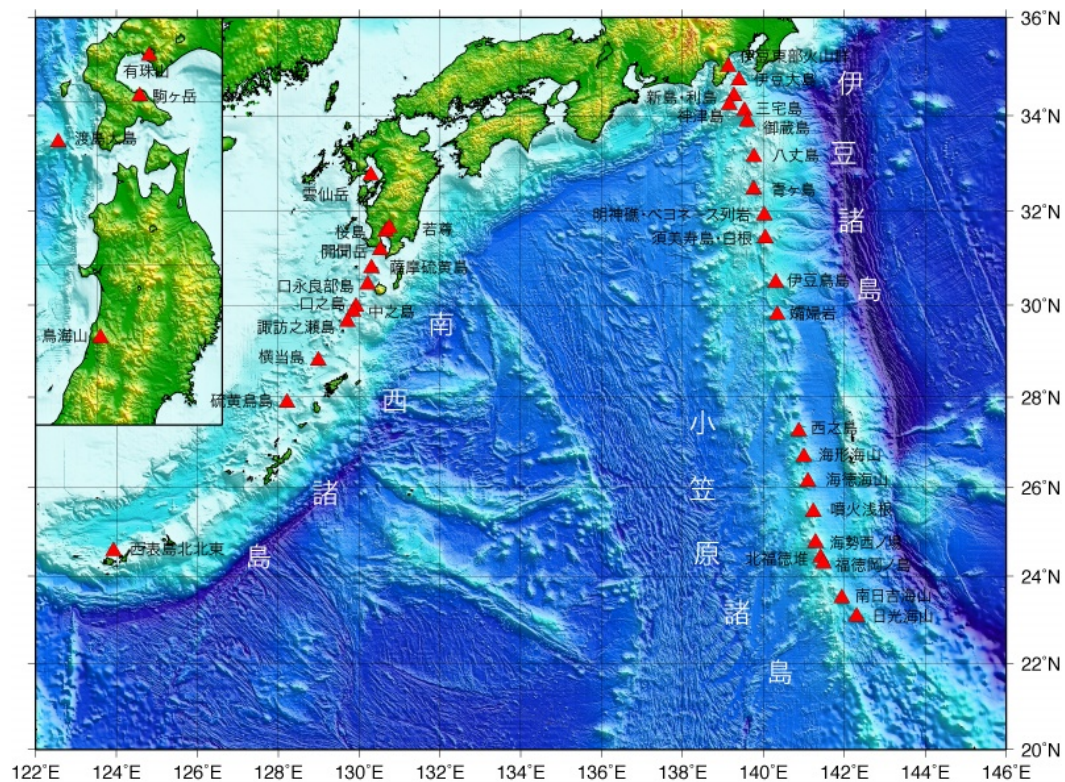 有珠山
駒ヶ岳
渡島大島
鳥海山
雲仙岳
桜島
若尊
開聞岳
薩摩硫黄島
口永良部島
口之島
中之島
諏訪之瀬島
横当島
硫黄鳥島
西表島北北東
南
西
諸
島
伊豆東部火山群
伊豆大島
新島・利島
神津島
三宅島
御蔵島
八丈島
青ヶ島
明神礁・ベヨネース列岩
須美寿島・白根
伊豆鳥島
孀婦岩
伊
豆
諸
島
西之島
海形海山
海徳海山
噴火浅根
海勢西ノ場
北福徳堆
福徳岡ノ場
南日吉海山
日光海山
小
笠
原
諸
島
36˚N
34˚N
32˚N
30˚N
28˚N
26˚N
24˚N
22˚N
20˚N
122˚E 124˚E 126˚E 128˚E 130˚E 132˚E 134˚E 136˚E 138˚E 140˚E 142˚E 144˚E 146˚E